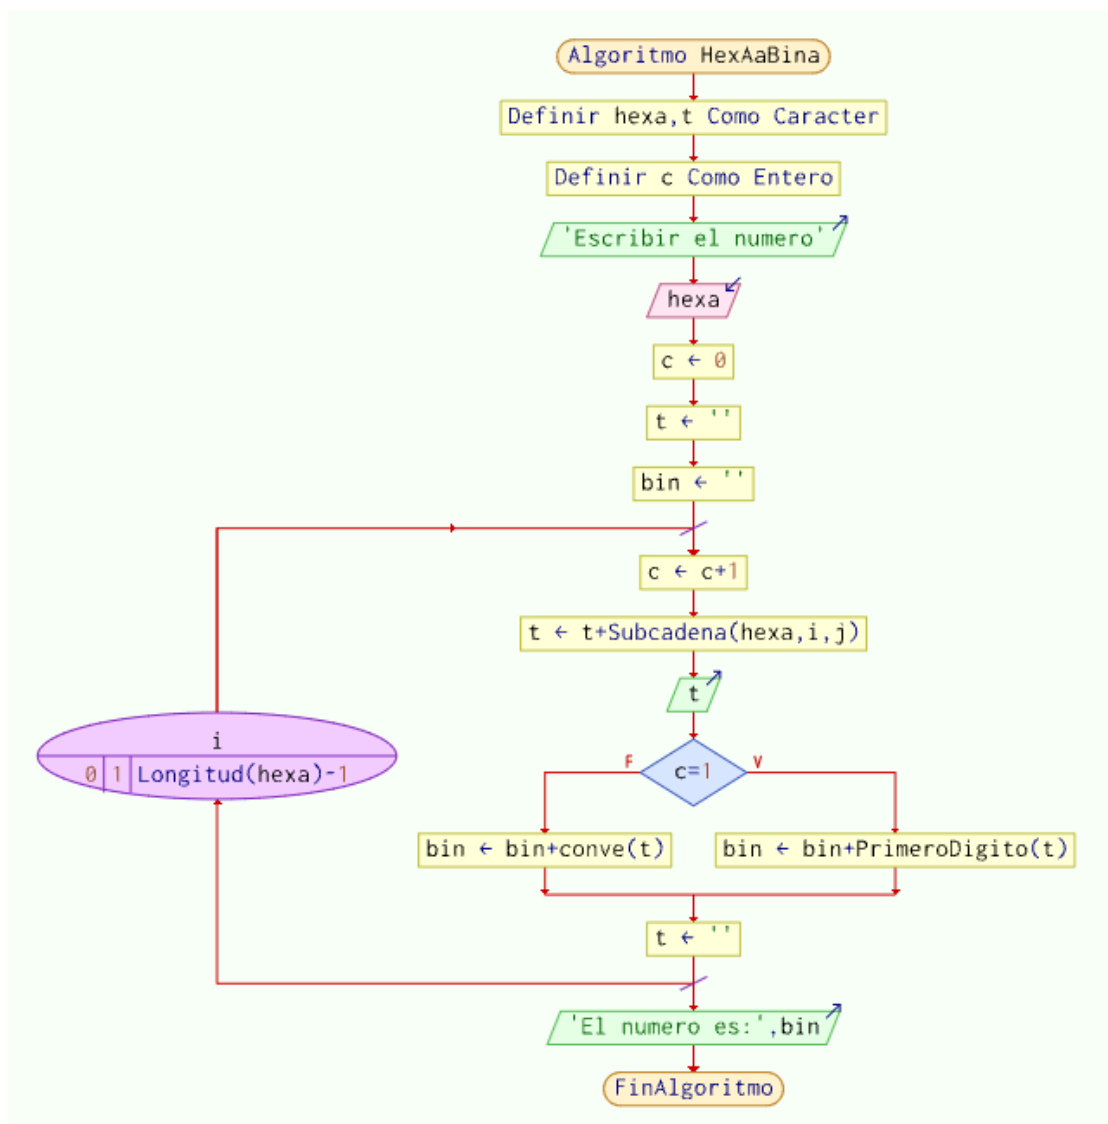 Algoritmo HexAaBina
Definir hexa,t Como Caracter
Definir c Como Entero
'Escribir el numero'
hexa
c ← 0
t ← ''
bin ← ''
c ← c+1
t ← t+Subcadena(hexa,i,j)
t
i
0 1 Longitud(hexa)-1
F c=1 V
bin ← bin+conve(t)
bin ← bin+PrimeroDigito(t)
t ← ''
'El numero es:',bin
FinAlgoritmo